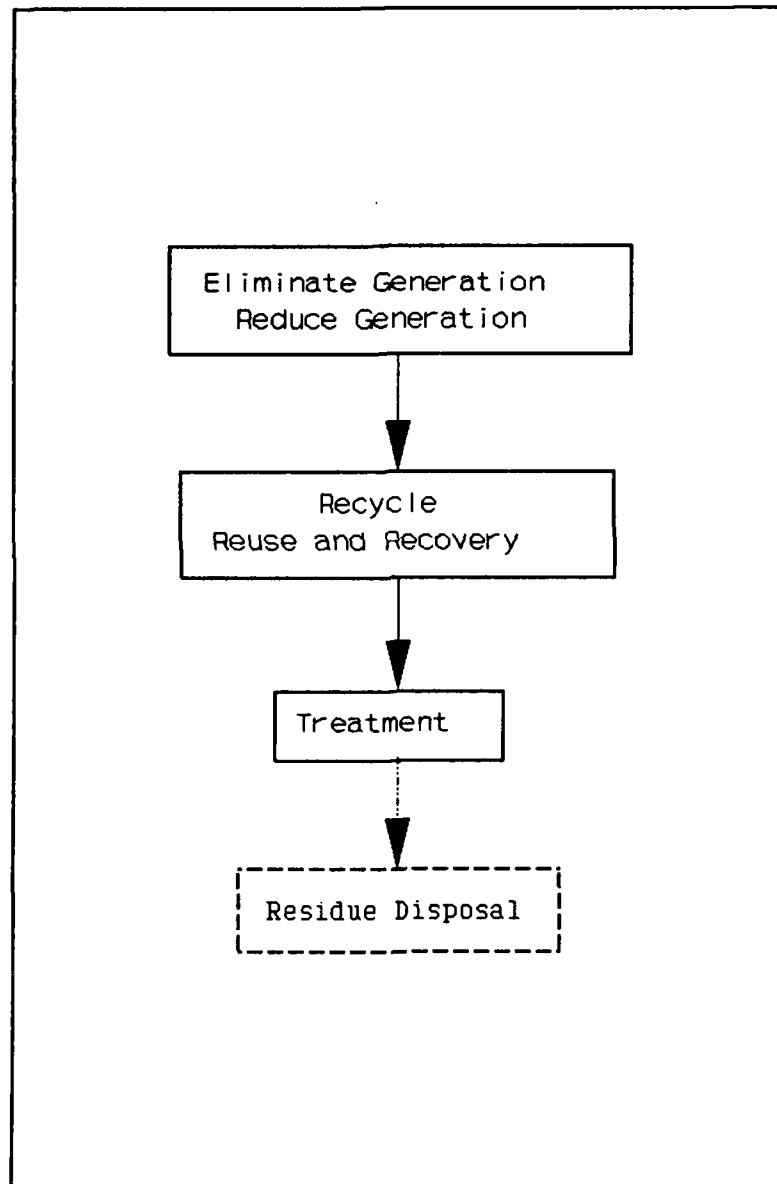 Eliminate Generation
Reduce Generation
Recycle
Reuse and Recovery
Treatment
Residue Disposal